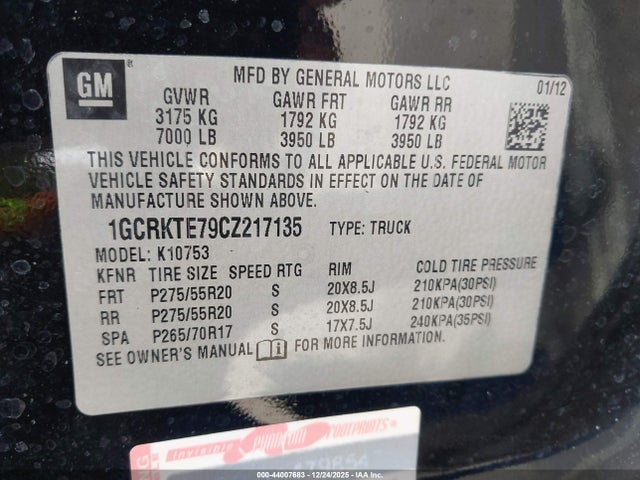 GM
MFD BY GENERAL MOTORS LLC
01/12
GVWR GAWR FRT GAWR RR
3175 KG 1792 KG 1792 KG
7000 LB 3950 LB 3950 LB
THIS VEHICLE CONFORMS TO ALL APPLICABLE U.S. FEDERAL MOTOR
VEHICLE SAFETY STANDARDS IN EFFECT ON THE DATE OF
MANUFACTURE SHOWN ABOVE.
1GCRKTE79CZ217135 TYPE: TRUCK
MODEL: K10753
KFNR TIRE SIZE SPEED RTG RIM COLD TIRE PRESSURE
FRT P275/55R20 S 20X8.5J 210KPA(30PSI)
RR P275/55R20 S 20X8.5J 210KPA(30PSI)
SPA P265/70R17 S 17X7.5J 240KPA(35PSI)
SEE OWNER'S MANUAL FOR MORE INFORMATION.
Invisible PHANTOM FOOTPRINTS
000-44007683 12/24/2025 IAA Inc.